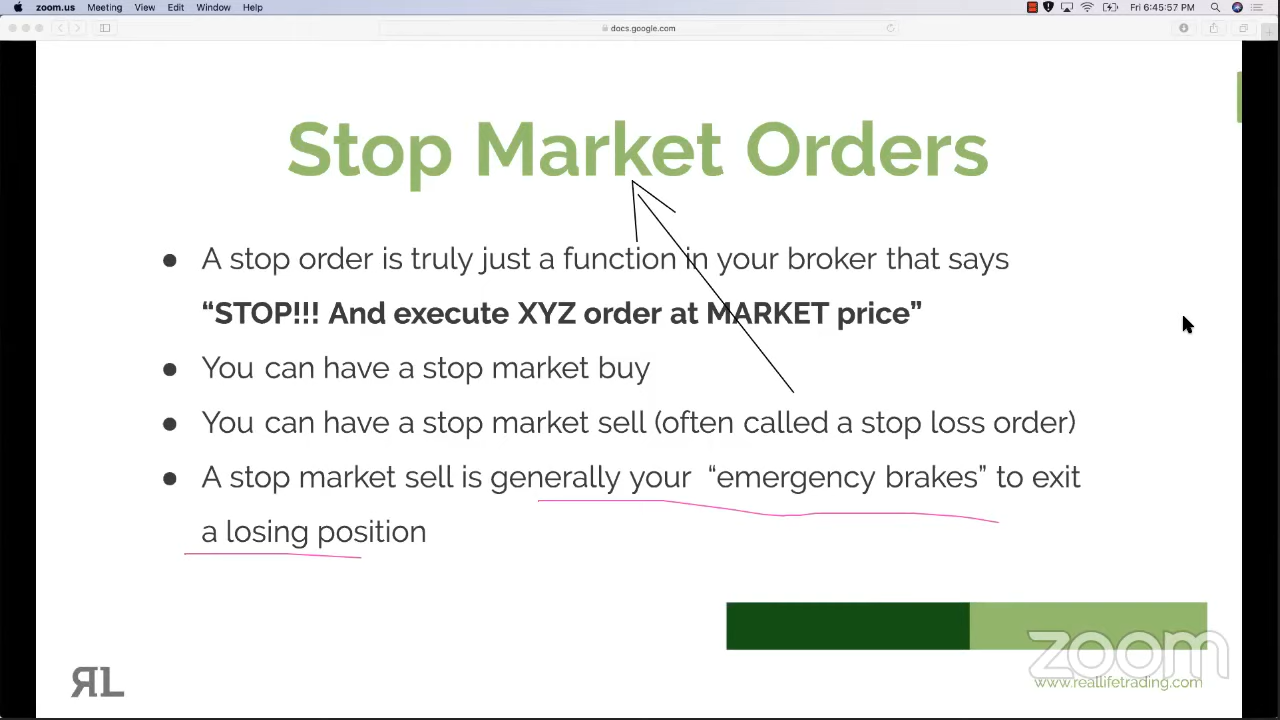 zoom.us Meeting View Edit Window Help Fri 6:45:57 PM
docs.google.com
Stop Market Orders
● A stop order is truly just a function in your broker that says
“STOP!!! And execute XYZ order at MARKET price”
● You can have a stop market buy
● You can have a stop market sell (often called a stop loss order)
● A stop market sell is generally your “emergency brakes” to exit
a losing position
zoom
RL
www.reallifetrading.com